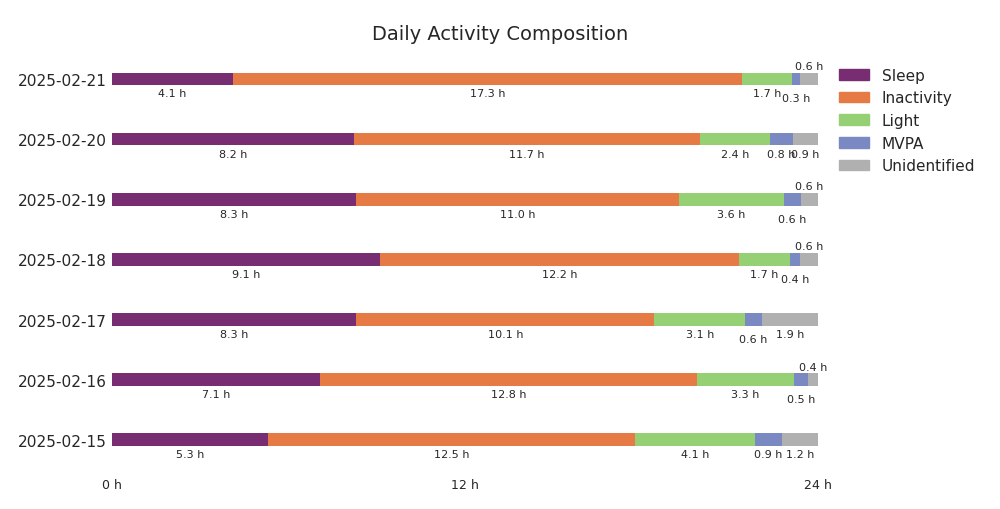 Daily Activity Composition
0.6 h
2025-02-21
4.1 h 17.3 h 1.7 h 0.3 h
2025-02-20
8.2 h 11.7 h 2.4 h 0.8 h 0.9 h
0.6 h
2025-02-19
8.3 h 11.0 h 3.6 h 0.6 h
0.6 h
2025-02-18
9.1 h 12.2 h 1.7 h 0.4 h
2025-02-17
8.3 h 10.1 h 3.1 h 0.6 h 1.9 h
0.4 h
2025-02-16
7.1 h 12.8 h 3.3 h 0.5 h
2025-02-15
5.3 h 12.5 h 4.1 h 0.9 h 1.2 h
0 h 12 h 24 h
Sleep
Inactivity
Light
MVPA
Unidentified